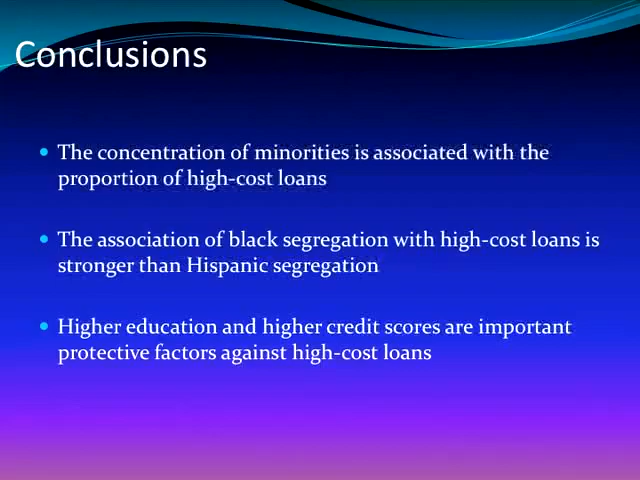 Conclusions
The concentration of minorities is associated with the
proportion of high-cost loans
The association of black segregation with high-cost loans is
stronger than Hispanic segregation
Higher education and higher credit scores are important
protective factors against high-cost loans